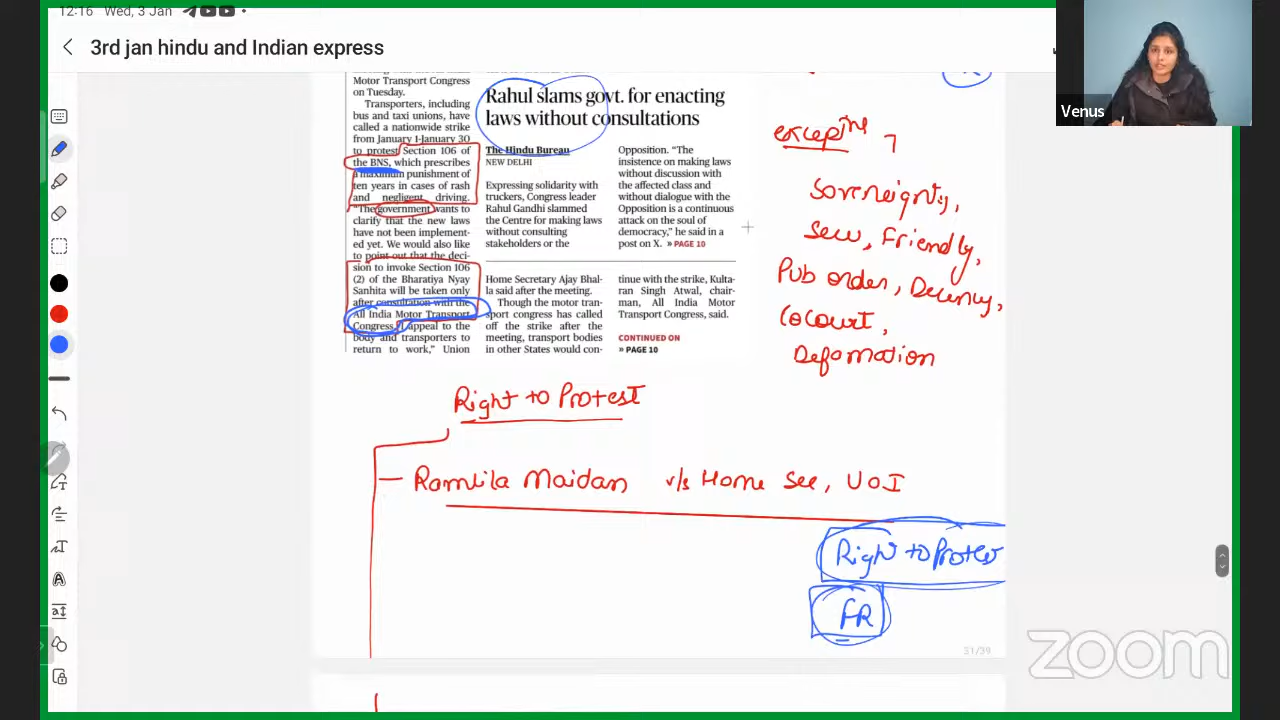 12:16 Wed, 3 Jan
3rd jan hindu and Indian express
Venus
Motor Transport Congress
on Tuesday.
Transporters, including
bus and taxi unions, have
called a nationwide strike
from January 1-January 30
to protest Section 106 of
the BNS, which prescribes
a maximum punishment of
ten years in cases of rash
and negligent driving.
"The government wants to
clarify that the new laws
have not been implement-
ed yet. We would also like
to point out that the deci-
sion to invoke Section 106
(2) of the Bharatiya Nyay
Sanhita will be taken only
after consultation with the
All India Motor Transport
Congress. I appeal to the
body and transporters to
return to work," Union
Rahul slams govt. for enacting
laws without consultations
The Hindu Bureau
NEW DELHI
Expressing solidarity with
truckers, Congress leader
Rahul Gandhi slammed
the Centre for making laws
without consulting
stakeholders or the
Opposition. "The
insistence on making laws
without discussion with
the affected class and
without dialogue with the
Opposition is a continuous
attack on the soul of
democracy," he said in a
post on X. » PAGE 10
Home Secretary Ajay Bhal-
la said after the meeting.
Though the motor tran-
sport congress has called
off the strike after the
meeting, transport bodies
in other States would con-
tinue with the strike, Kulta-
ran Singh Atwal, chair-
man, All India Motor
Transport Congress, said.
CONTINUED ON
» PAGE 10
Sovereignty,
Friendly,
Pub order, Decency,
CoCourt,
Defamation
Right to Protest
Ramlila Maidan v/s Home Sec, UOI
Right to Protest
FR
31/39
zoom